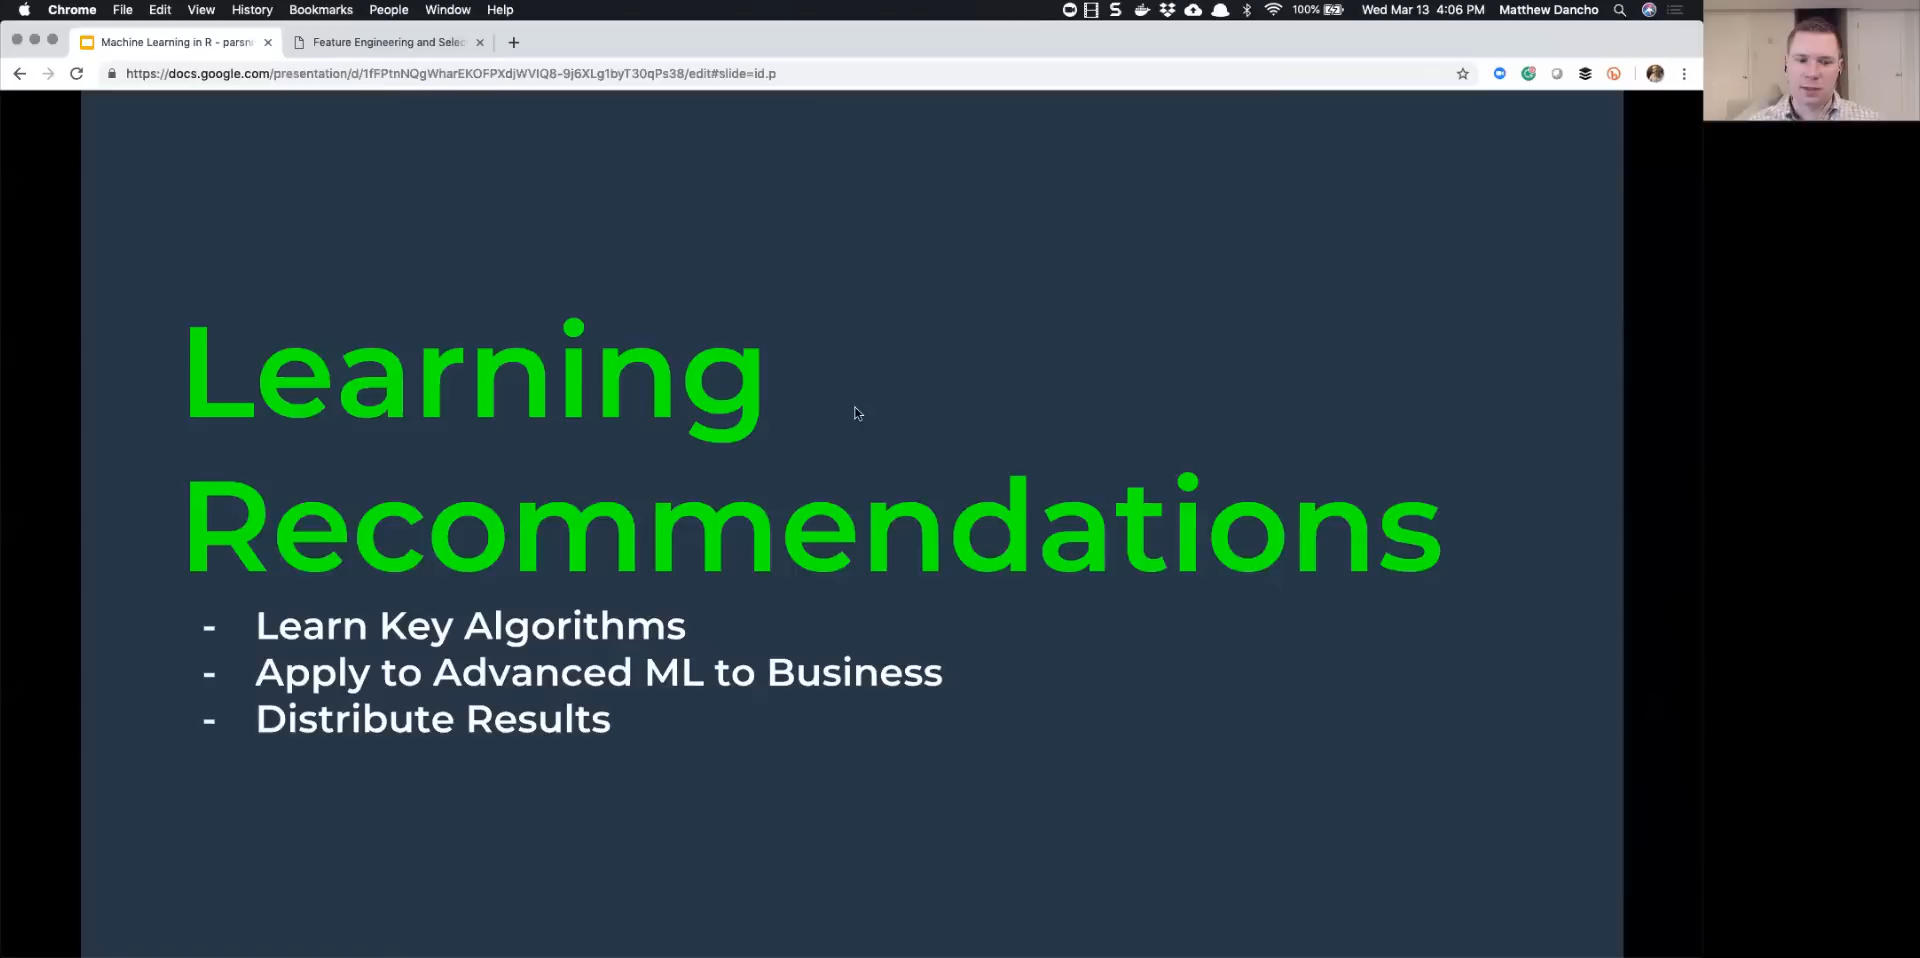 Chrome File Edit View History Bookmarks People Window Help 100% Wed Mar 13 4:06 PM Matthew Dancho
Machine Learning in R - parsn Feature Engineering and Selec
https://docs.google.com/presentation/d/1fFPtnNQgWharEKOFPXdjWVIQ8-9j6XLg1byT30qPs38/edit#slide=id.p
Learning
Recommendations
- Learn Key Algorithms
- Apply to Advanced ML to Business
- Distribute Results